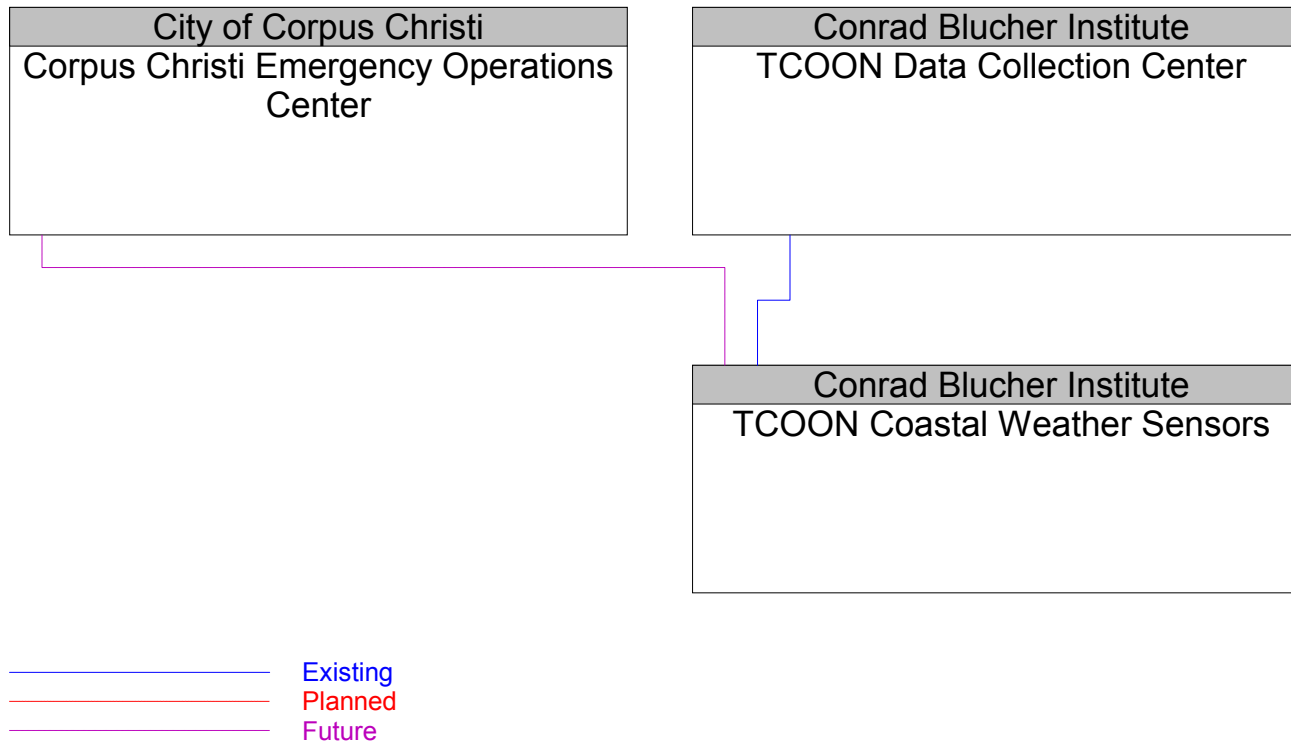 City of Corpus Christi
Corpus Christi Emergency Operations
Center
Conrad Blucher Institute
TCOON Data Collection Center
Conrad Blucher Institute
TCOON Coastal Weather Sensors
Existing
Planned
Future